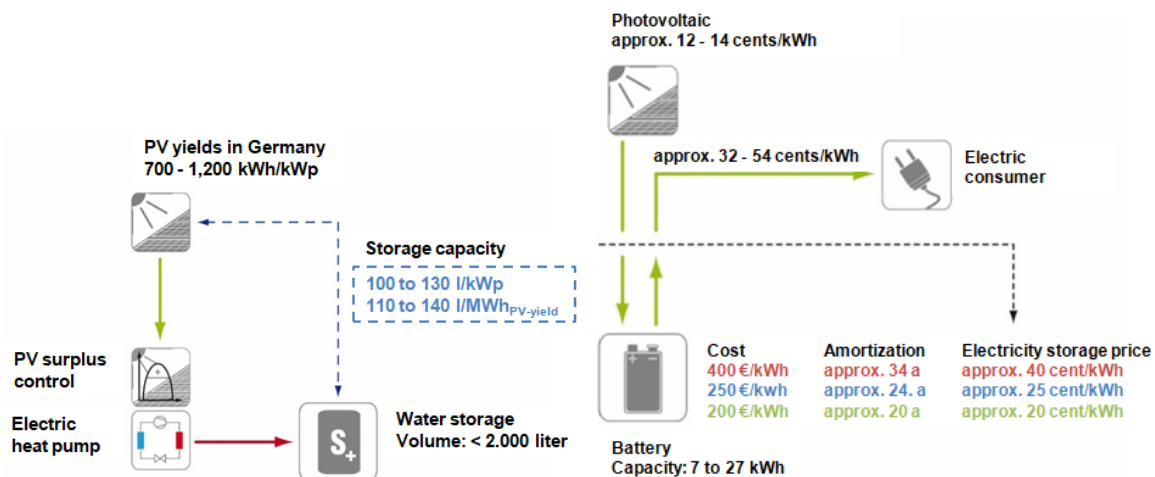 PV yields in Germany
700 - 1,200 kWh/kWp
Storage capacity
100 to 130 l/kWp
110 to 140 l/MWhPV-yield
PV surplus
control
Electric
heat pump
S+
Water storage
Volume: < 2.000 liter
Photovoltaic
approx. 12 - 14 cents/kWh
approx. 32 - 54 cents/kWh
Electric
consumer
Cost Amortization Electricity storage price
400 €/kWh approx. 34 a approx. 40 cent/kWh
250 €/kwh approx. 24. a approx. 25 cent/kWh
200 €/kWh approx. 20 a approx. 20 cent/kWh
Battery
Capacity: 7 to 27 kWh